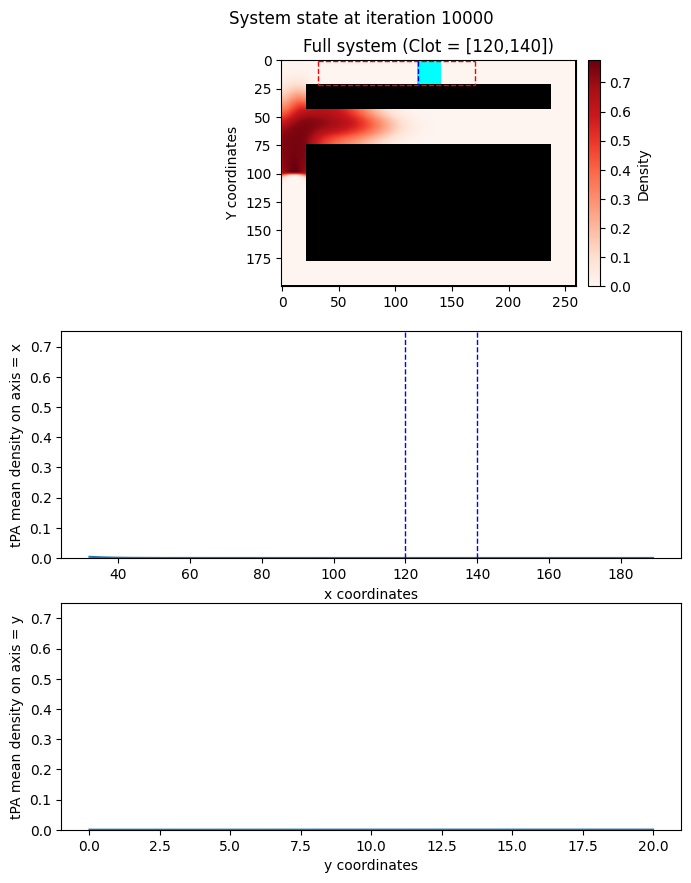 System state at iteration 10000
Full system (Clot = [120,140])
0
25
50
75
100
125
150
175
Y coordinates
0 50 100 150 200 250
0.7
0.6
0.5
0.4
0.3
0.2
0.1
0.0
Density
0.7
0.6
0.5
0.4
0.3
0.2
0.1
0.0
tPA mean density on axis = x
40 60 80 100 120 140 160 180
x coordinates
0.7
0.6
0.5
0.4
0.3
0.2
0.1
0.0
tPA mean density on axis = y
0.0 2.5 5.0 7.5 10.0 12.5 15.0 17.5 20.0
y coordinates